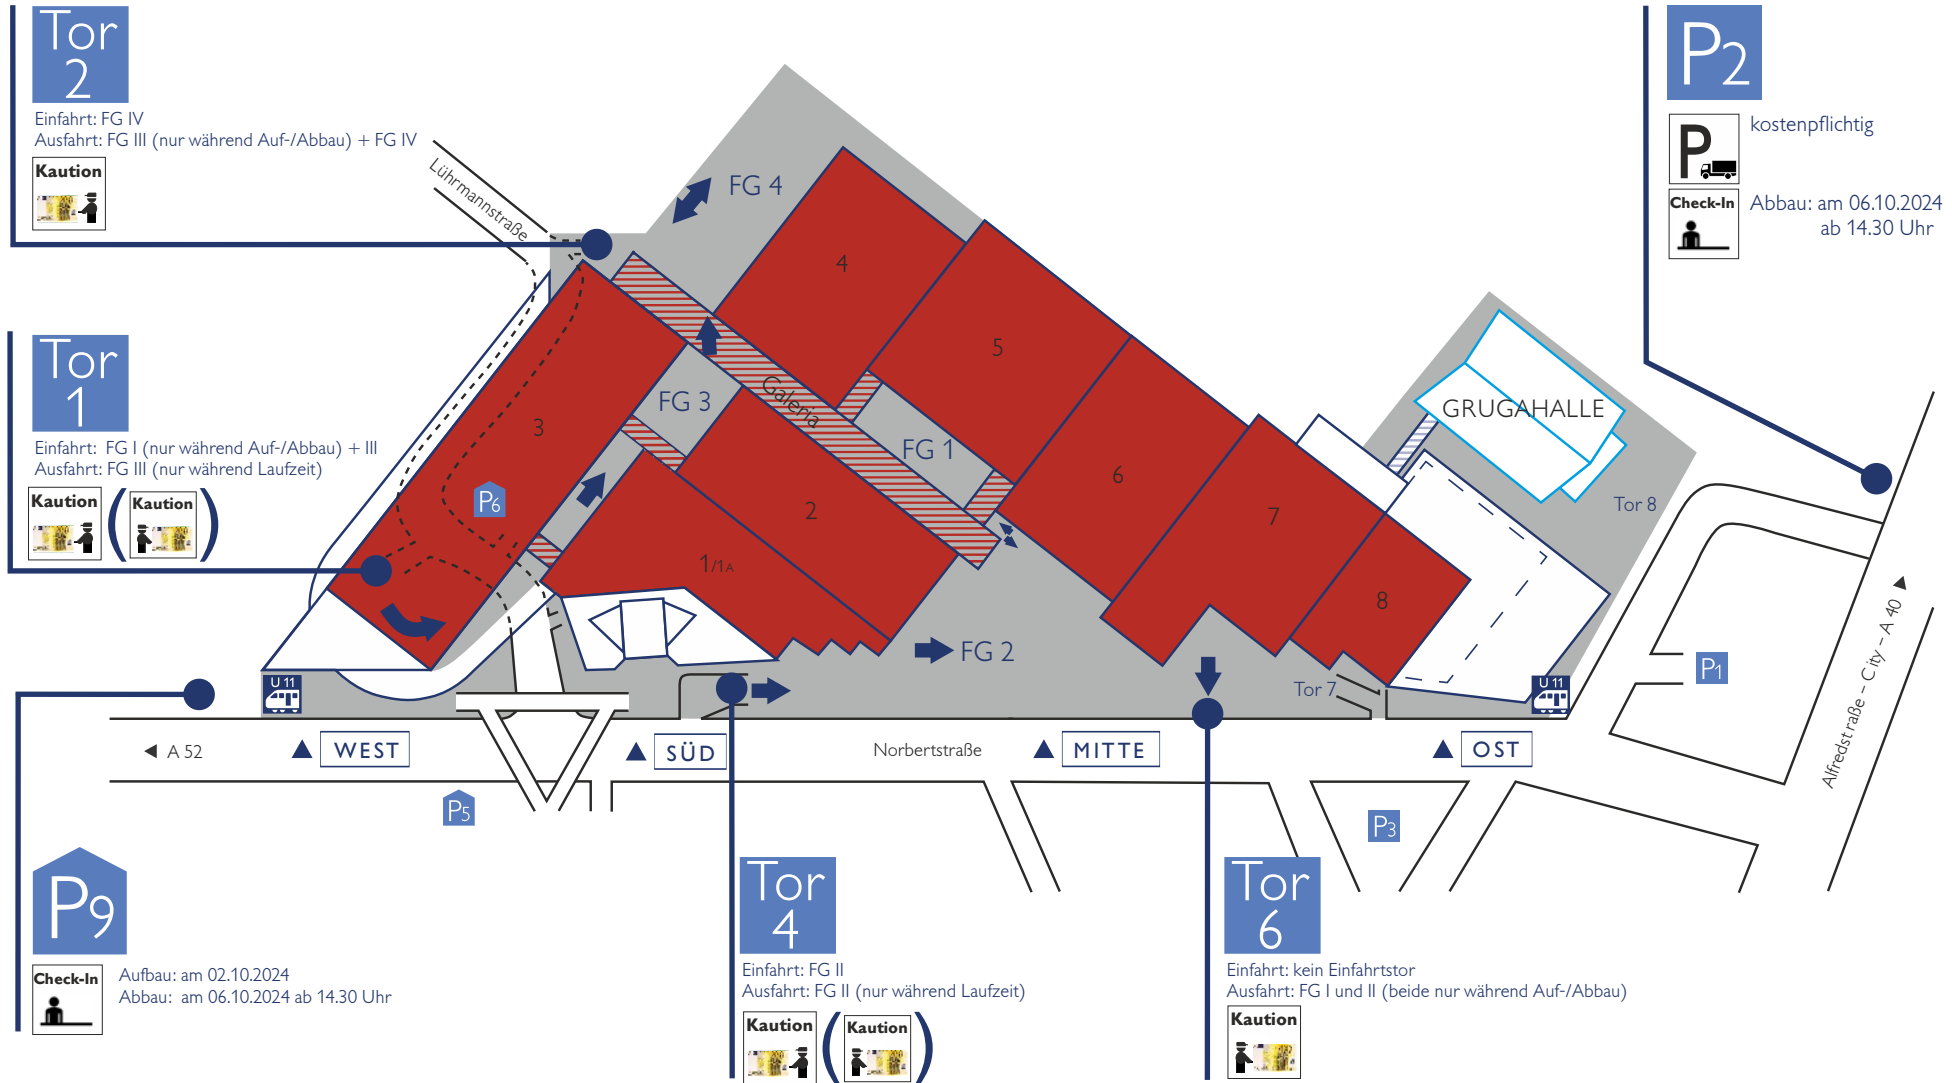 Tor
2
Einfahrt: FG IV
Ausfahrt: FG III (nur während Auf-/Abbau) + FG IV
Kaution
Lührmannstraße
P2
P
kostenpflichtig
Check-In
Abbau: am 06.10.2024
ab 14.30 Uhr
FG 4
4
5
GRUGAHALLE
Tor
1
Einfahrt: FG I (nur während Auf-/Abbau) + III
Ausfahrt: FG III (nur während Laufzeit)
Kaution
(Kaution)
3
FG 3
Galeria
FG 1
6
7
Tor 8
P6
2
1/1A
8
FG 2
Tor 7
Alfredstraße – City – A 40
P1
U 11
U 11
A 52
WEST
SÜD
Norbertstraße
MITTE
OST
P5
P3
P9
Check-In
Aufbau: am 02.10.2024
Abbau: am 06.10.2024 ab 14.30 Uhr
Tor
4
Einfahrt: FG II
Ausfahrt: FG II (nur während Laufzeit)
Kaution
(Kaution)
Tor
6
Einfahrt: kein Einfahrtstor
Ausfahrt: FG I und II (beide nur während Auf-/Abbau)
Kaution